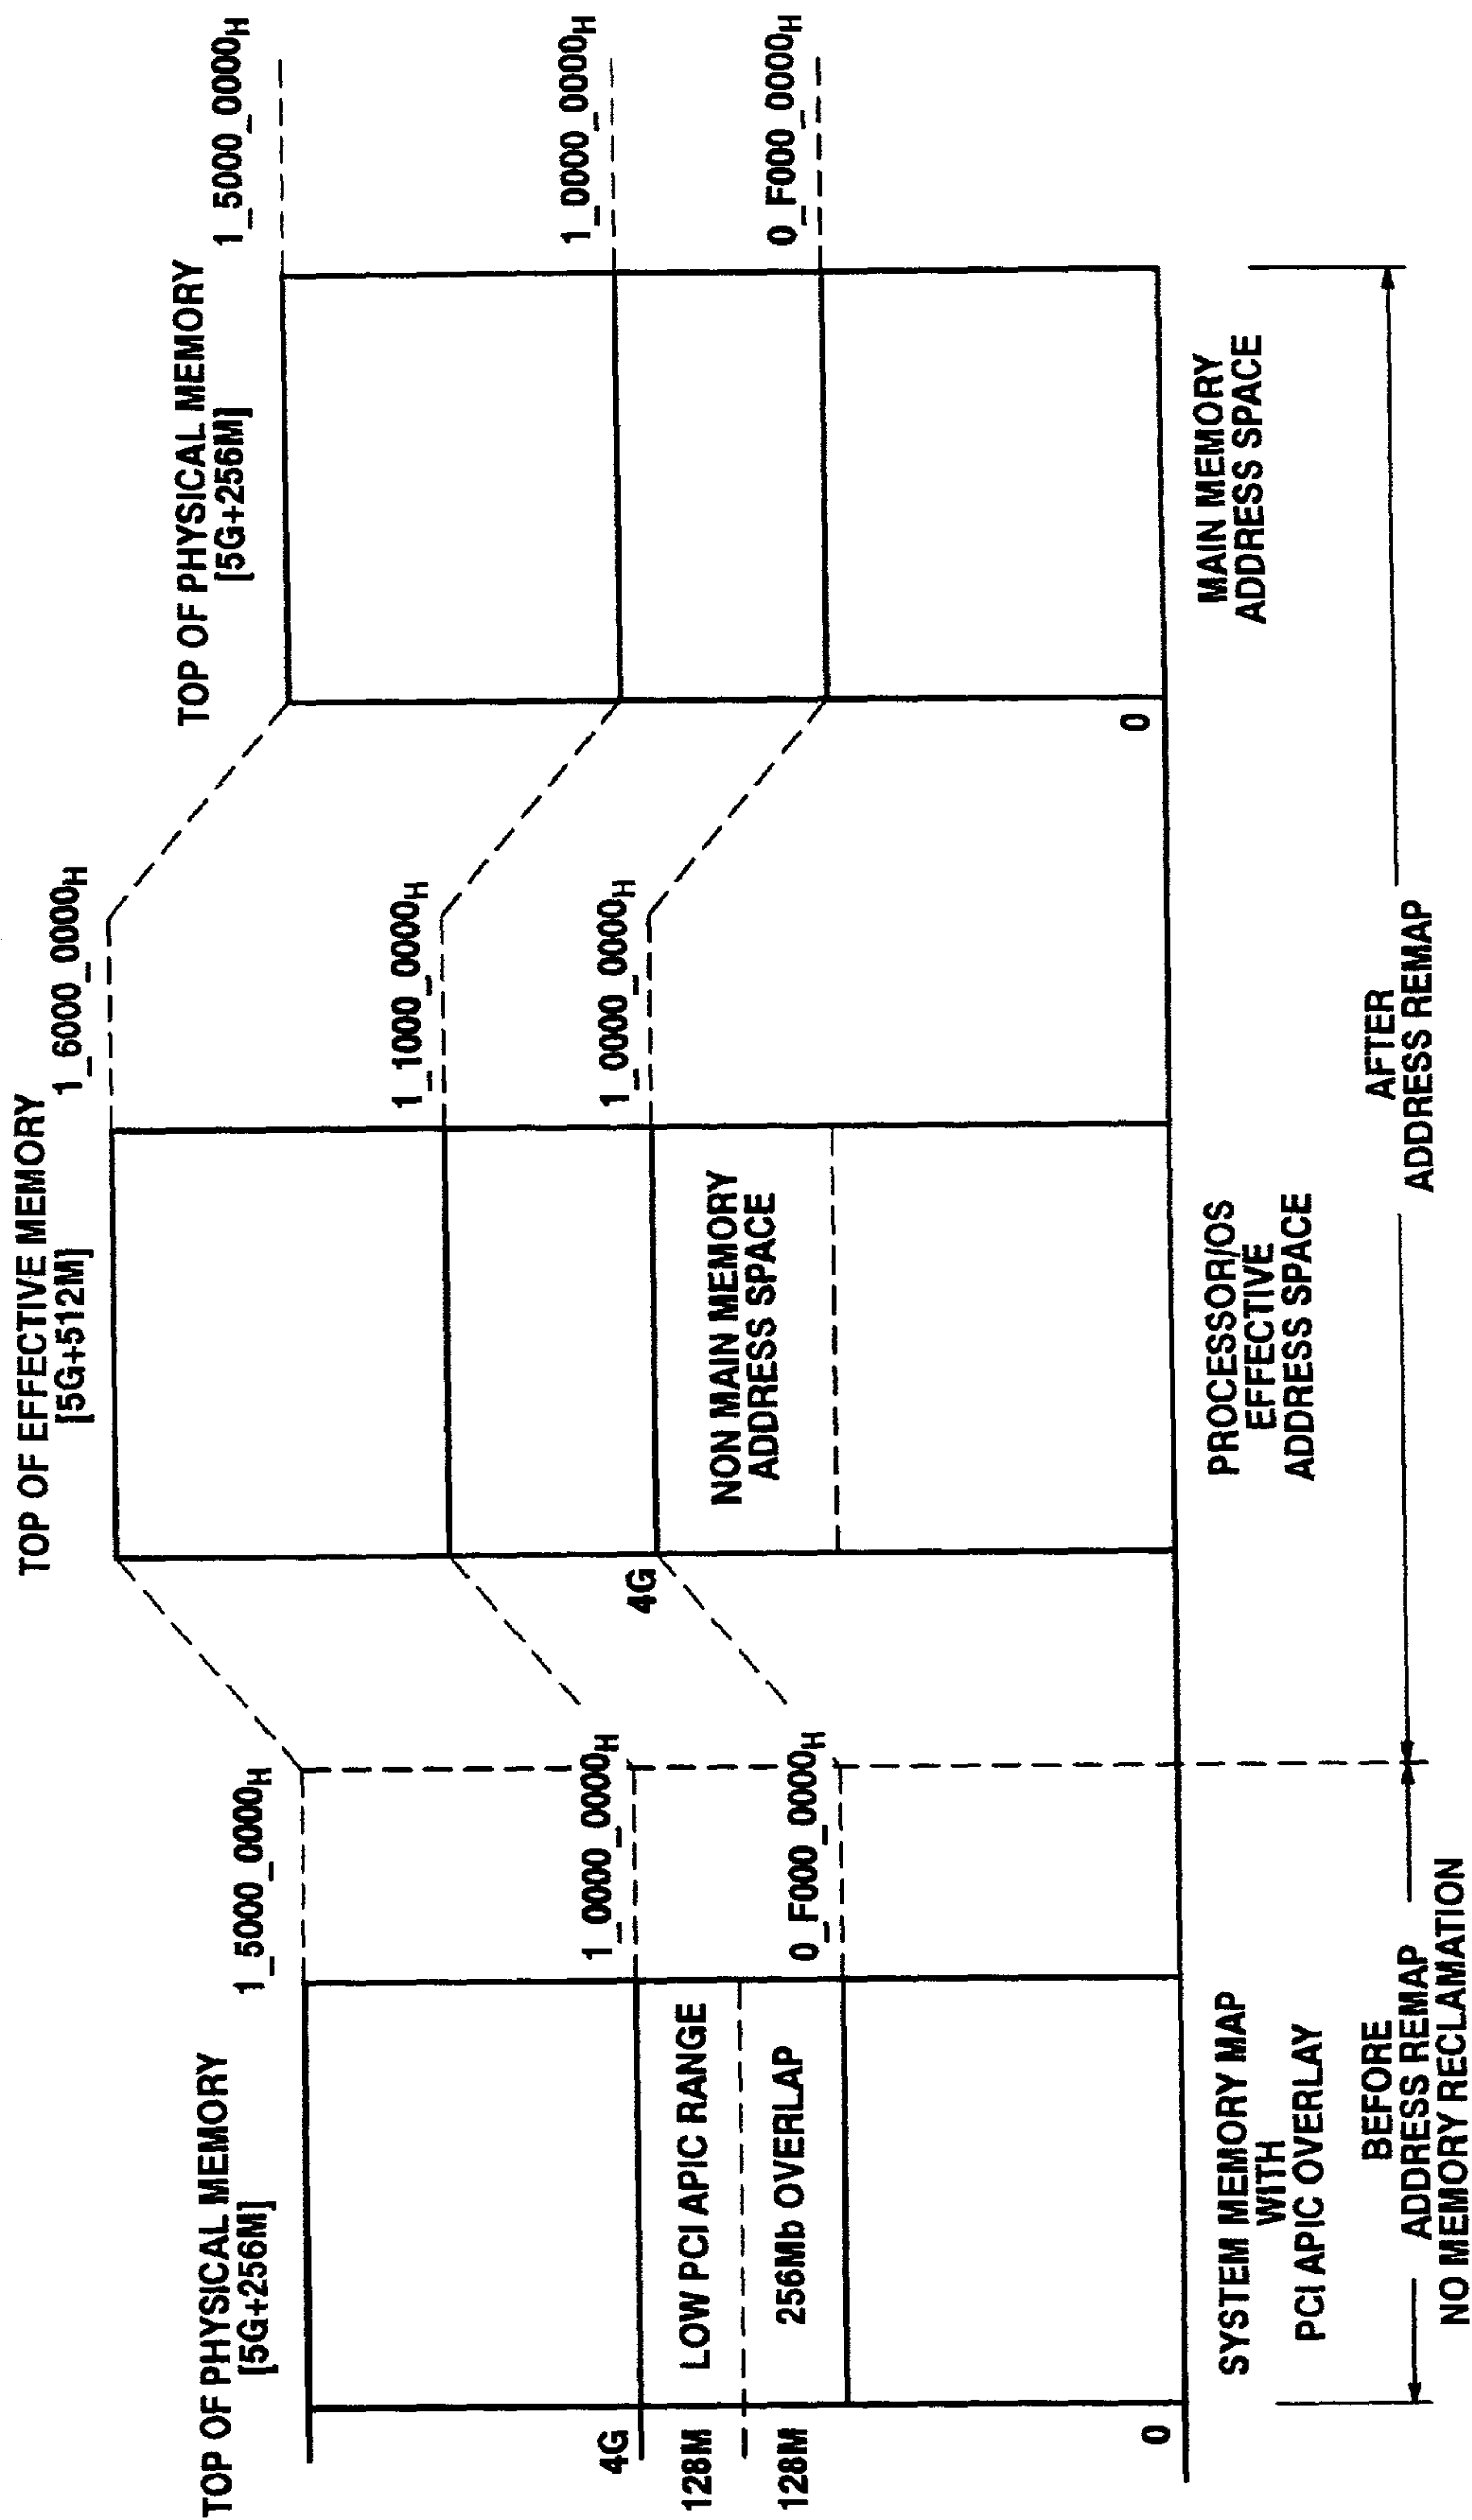 TOP OF PHYSICAL MEMORY
[5G+256M]
1_5000_0000H
4G
1_0000_0000H
128M
LOW PCI APIC RANGE
128M
256Mb OVERLAP
0_F000_0000H
0
SYSTEM MEMORY MAP
WITH
PCI APIC OVERLAY
BEFORE
ADDRESS REMAP
NO MEMORY RECLAMATION
TOP OF EFFECTIVE MEMORY
[5G+512M]
1_6000_0000H
1_1000_0000H
4G
1_0000_0000H
NON MAIN MEMORY
ADDRESS SPACE
PROCESSOR/OS
EFFECTIVE
ADDRESS SPACE
TOP OF PHYSICAL MEMORY
[5G+256M]
1_5000_0000H
1_0000_0000H
0_F000_0000H
0
MAIN MEMORY
ADDRESS SPACE
AFTER
ADDRESS REMAP